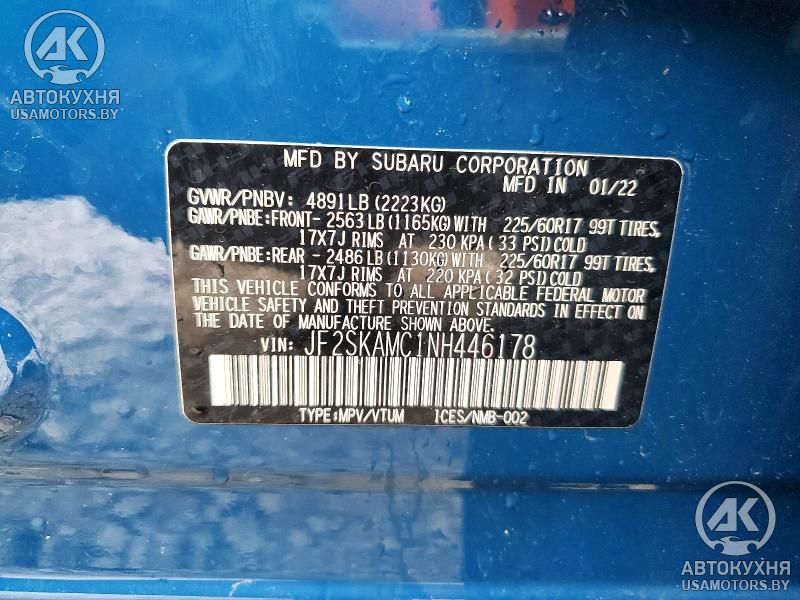 AK
АВТОКУХНЯ
USAMOTORS.BY
MFD BY SUBARU CORPORATION
MFD IN 01/22
GVWR/PNBV: 4891LB (2223KG)
GAWR/PNBE:FRONT- 2563LB (1165KG) WITH 225/60R17 99T TIRES,
17X7J RIMS AT 230 KPA ( 33 PSI) COLD
GAWR/PNBE:REAR - 2486LB (1130KG) WITH 225/60R17 99T TIRES,
17X7J RIMS AT 220 KPA ( 32 PSI) COLD
THIS VEHICLE CONFORMS TO ALL APPLICABLE FEDERAL MOTOR
VEHICLE SAFETY AND THEFT PREVENTION STANDARDS IN EFFECT ON
THE DATE OF MANUFACTURE SHOWN ABOVE.
VIN: JF2SKAMC1NH446178
TYPE:MPV/VTUM ICES/NMB-002
AK
АВТОКУХНЯ
USAMOTORS.BY